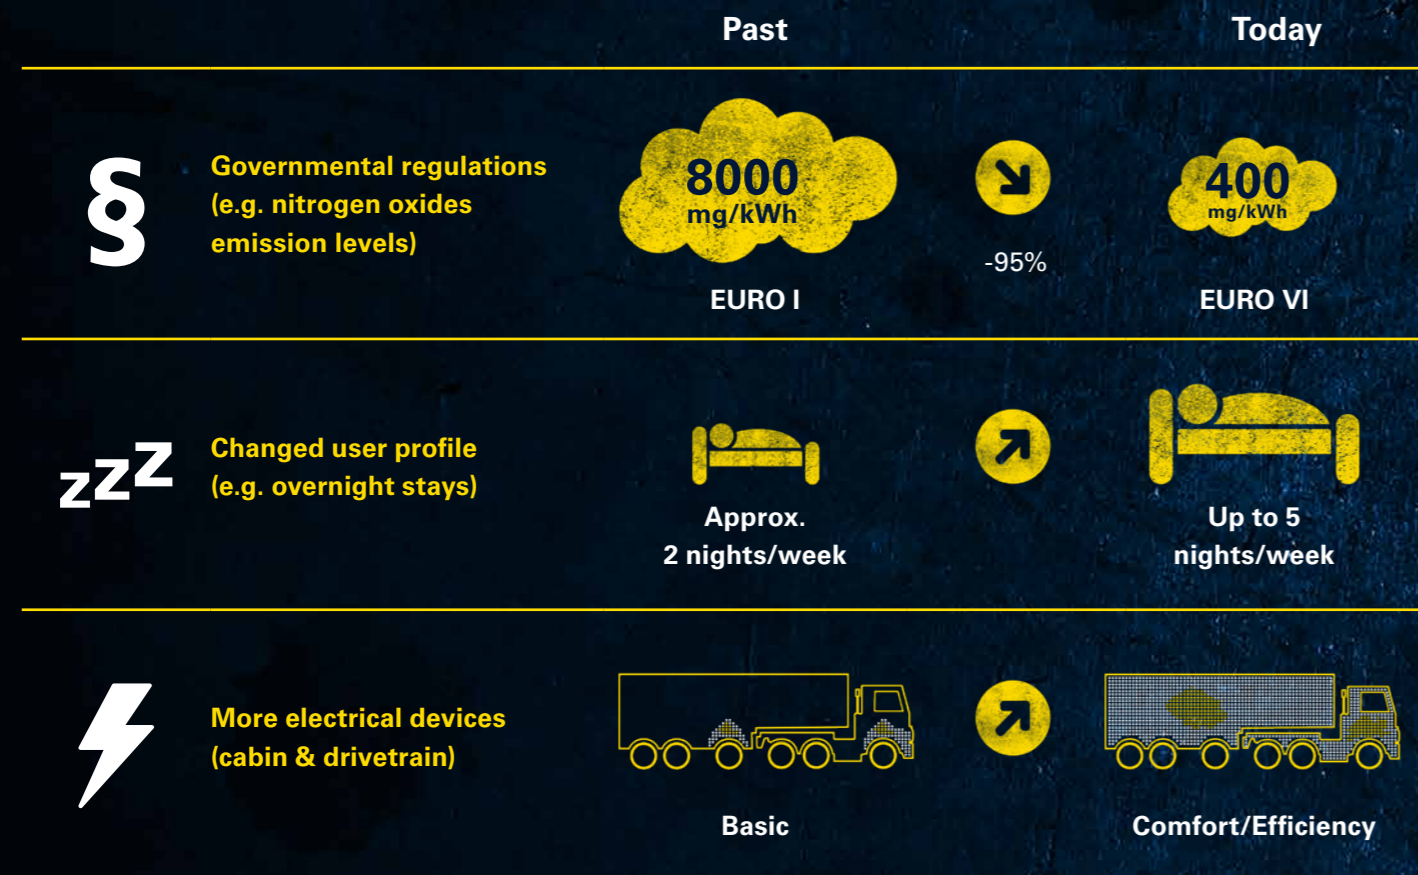 Past
Today
§
Governmental regulations
(e.g. nitrogen oxides
emission levels)
8000
mg/kWh
EURO I
-95%
400
mg/kWh
EURO VI
zzz
Changed user profile
(e.g. overnight stays)
Approx.
2 nights/week
Up to 5
nights/week
More electrical devices
(cabin & drivetrain)
Basic
Comfort/Efficiency